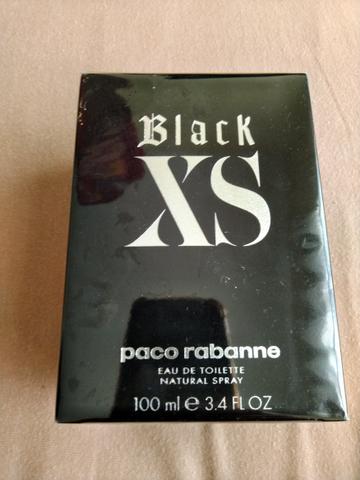 Black
XS
paco rabanne
EAU DE TOILETTE
NATURAL SPRAY
100 ml ℮ 3.4 FL OZ